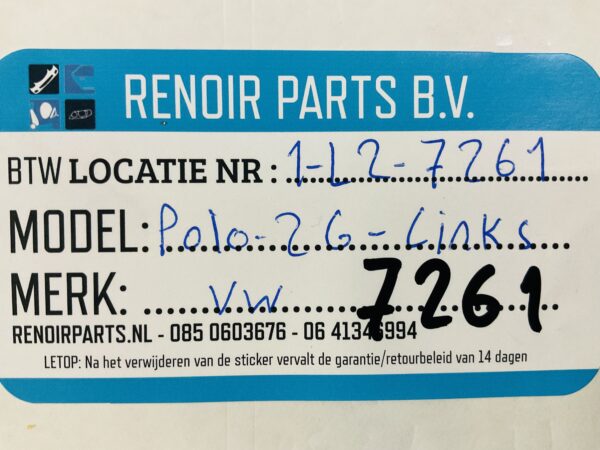 RENOIR PARTS B.V.
BTW LOCATIE NR : 1-L2-7261
MODEL: Polo-2G-Links
MERK: VW 7261
RENOIRPARTS.NL - 085 0603676 - 06 41346994
LETOP: Na het verwijderen van de sticker vervalt de garantie/retourbeleid van 14 dagen